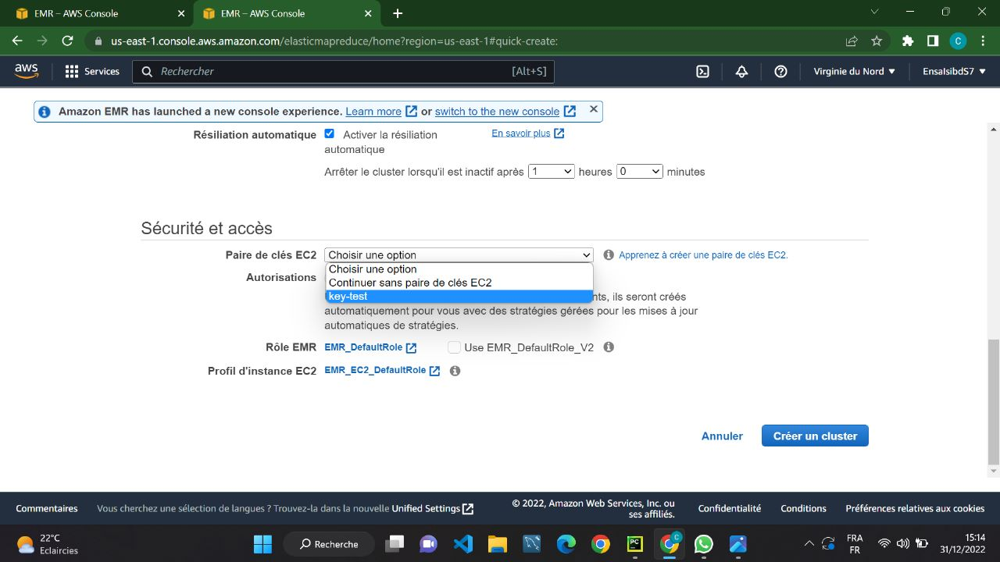 EMR – AWS Console
EMR – AWS Console
us-east-1.console.aws.amazon.com/elasticmapreduce/home?region=us-east-1#quick-create:
C
aws
Services
Rechercher
[Alt+S]
Virginie du Nord
EnsaIsibdS7
Amazon EMR has launched a new console experience. Learn more or switch to the new console
Résiliation automatique
Activer la résiliation
automatique
En savoir plus
Arrêter le cluster lorsqu'il est inactif après 1 heures 0 minutes
Sécurité et accès
Paire de clés EC2
Choisir une option
Apprenez à créer une paire de clés EC2.
Choisir une option
Continuer sans paire de clés EC2
key-test
Autorisations
nts, ils seront créés
automatiquement pour vous avec des stratégies gérées pour les mises à jour
automatiques de stratégies.
Rôle EMR
EMR_DefaultRole
Use EMR_DefaultRole_V2
Profil d'instance EC2
EMR_EC2_DefaultRole
Annuler
Créer un cluster
Commentaires
Vous cherchez une sélection de langues ? Trouvez-la dans la nouvelle Unified Settings
© 2022, Amazon Web Services, Inc. ou
ses affiliés.
Confidentialité
Conditions
Préférences relatives aux cookies
22°C
Eclaircies
Recherche
PC
C
FRA
FR
15:14
31/12/2022